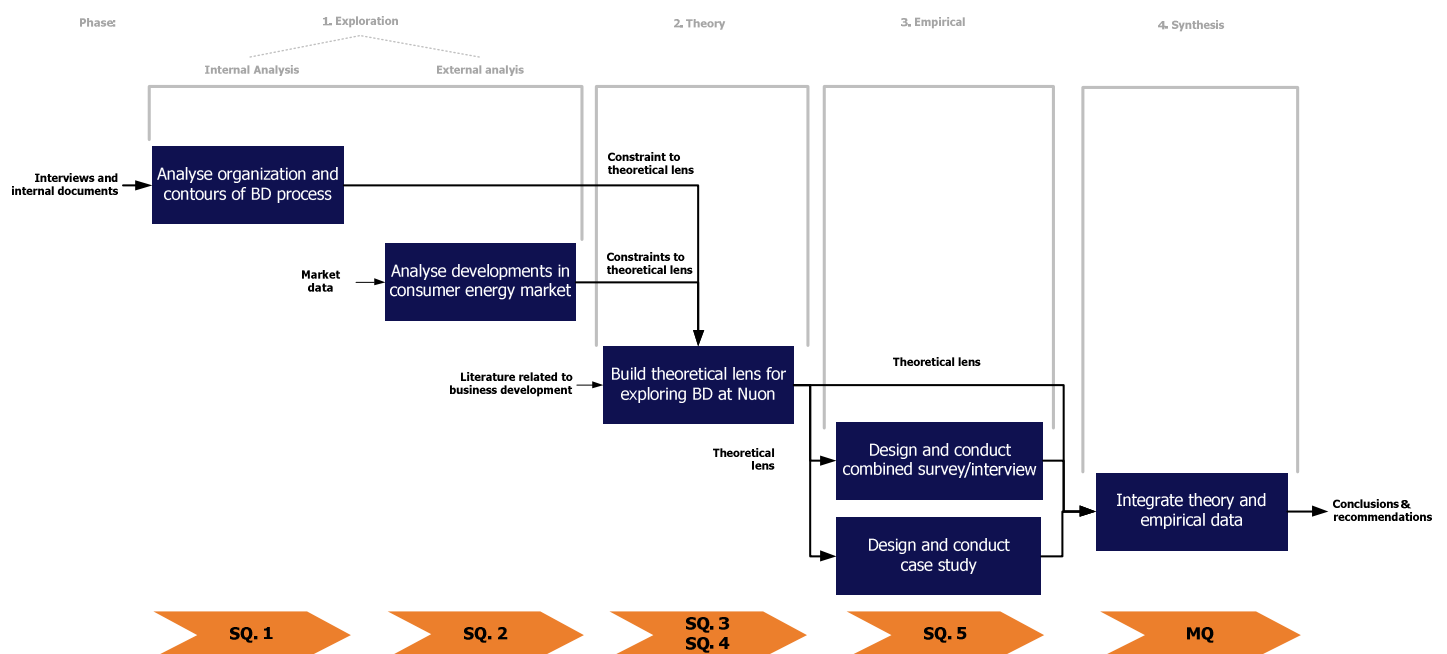 Phase:
1. Exploration
2. Theory
3. Empirical
4. Synthesis
Internal Analysis
External analyis
Interviews and
internal documents
Analyse organization and
contours of BD process
Constraint to
theoretical lens
Market
data
Analyse developments in
consumer energy market
Constraints to
theoretical lens
Literature related to
business development
Build theoretical lens for
exploring BD at Nuon
Theoretical lens
Theoretical
lens
Design and conduct
combined survey/interview
Design and conduct
case study
Integrate theory and
empirical data
Conclusions &
recommendations
SQ. 1
SQ. 2
SQ. 3
SQ. 4
SQ. 5
MQ